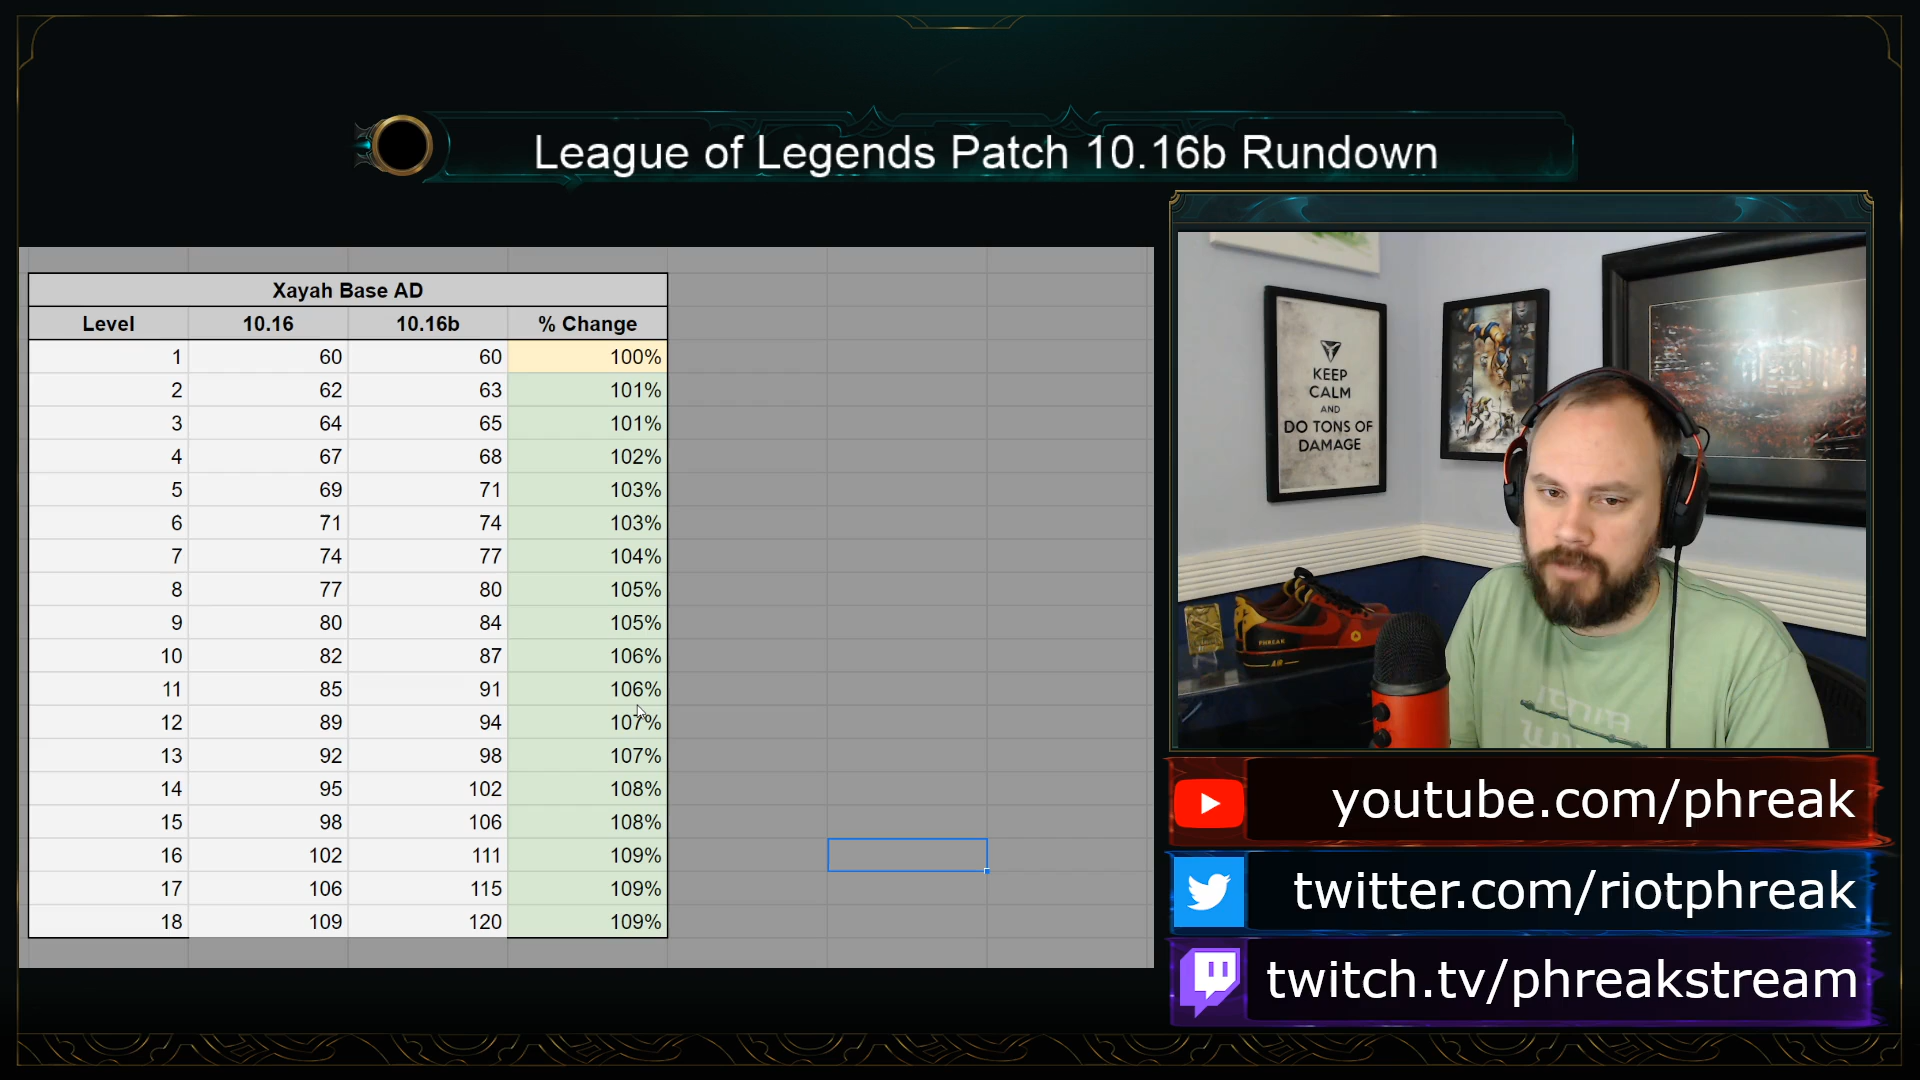 League of Legends Patch 10.16b Rundown
Xayah Base AD
Level 10.16 10.16b % Change
1 60 60 100%
2 62 63 101%
3 64 65 101%
4 67 68 102%
5 69 71 103%
6 71 74 103%
7 74 77 104%
8 77 80 105%
9 80 84 105%
10 82 87 106%
11 85 91 106%
12 89 94 107%
13 92 98 107%
14 95 102 108%
15 98 106 108%
16 102 111 109%
17 106 115 109%
18 109 120 109%
KEEP
CALM
AND
DO TONS OF
DAMAGE
PHREAK
AIR
youtube.com/phreak
twitter.com/riotphreak
twitch.tv/phreakstream